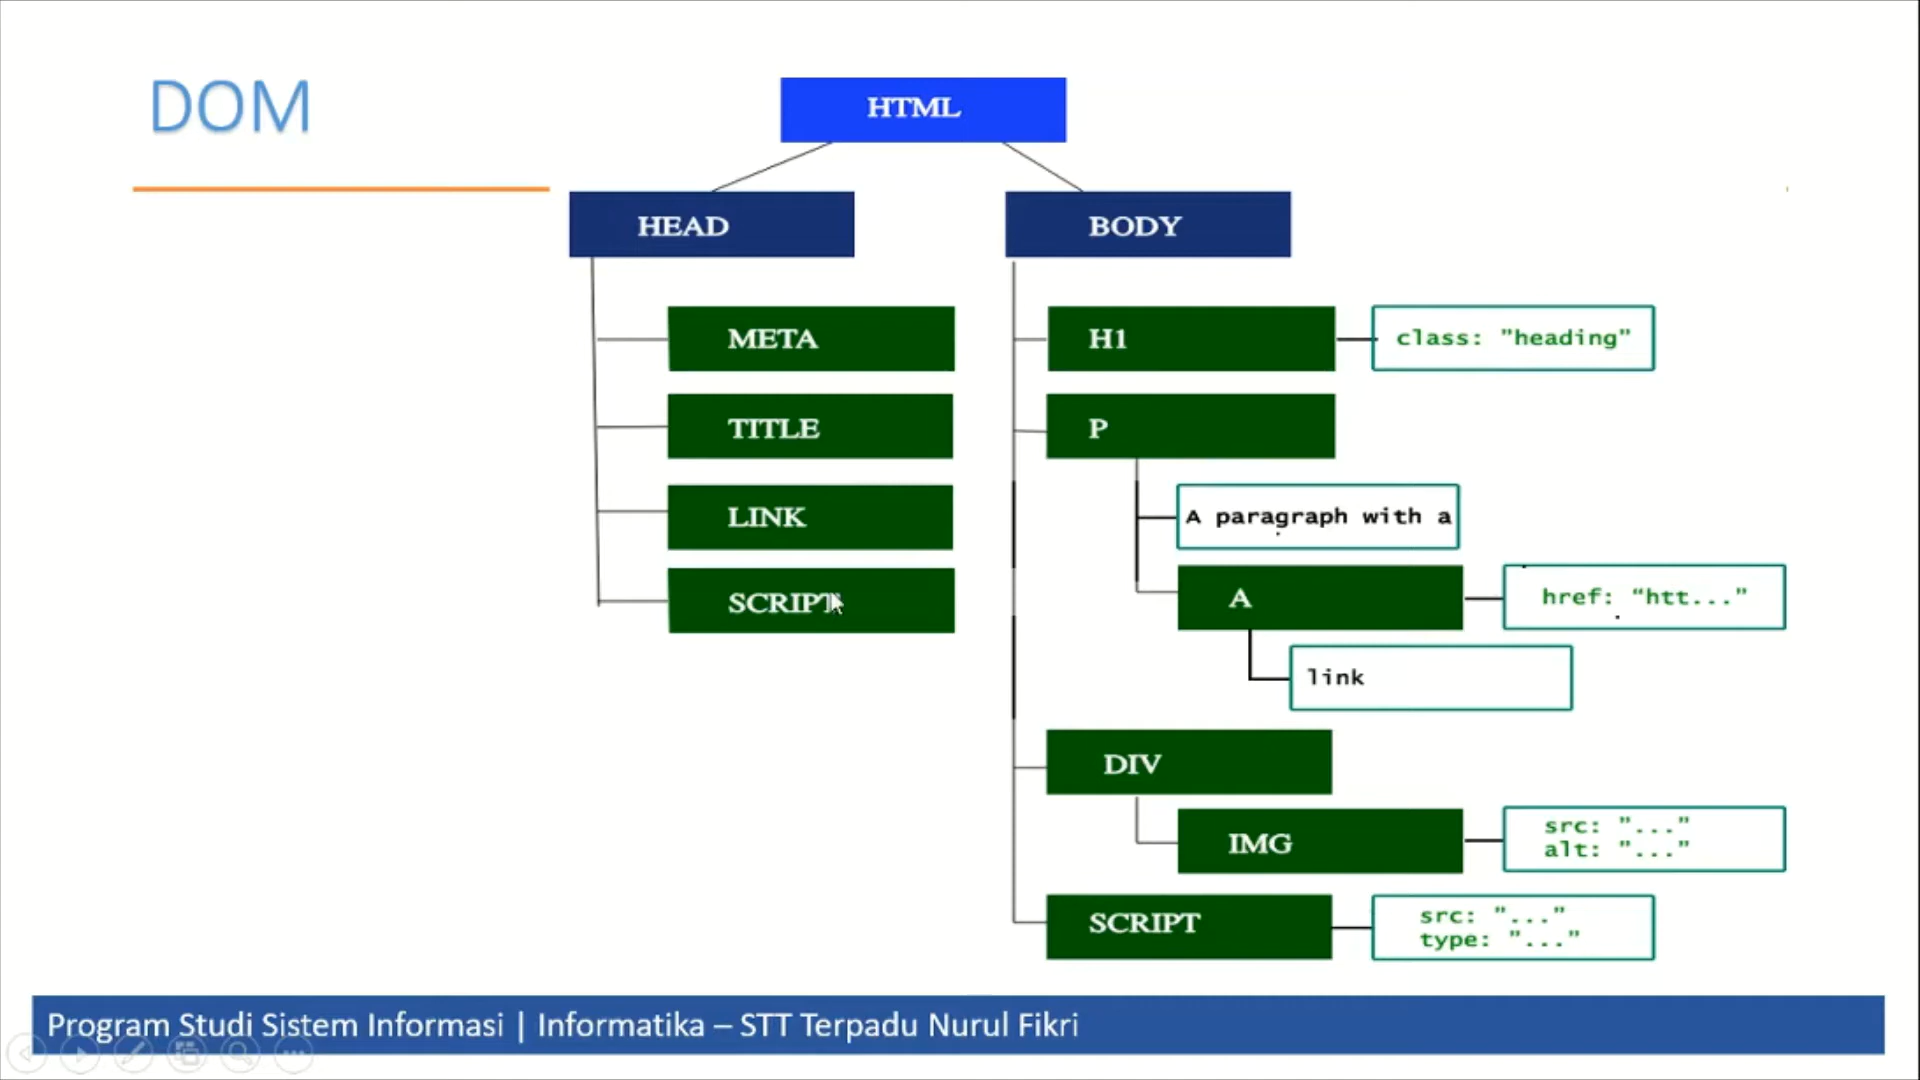 DOM
HTML
HEAD
BODY
META
TITLE
LINK
SCRIPT
H1
class: "heading"
P
A paragraph with a
A
href: “htt...”
link
DIV
IMG
src: "..."
alt: "..."
SCRIPT
src: "..."
type: "..."
Program Studi Sistem Informasi | Informatika – STT Terpadu Nurul Fikri